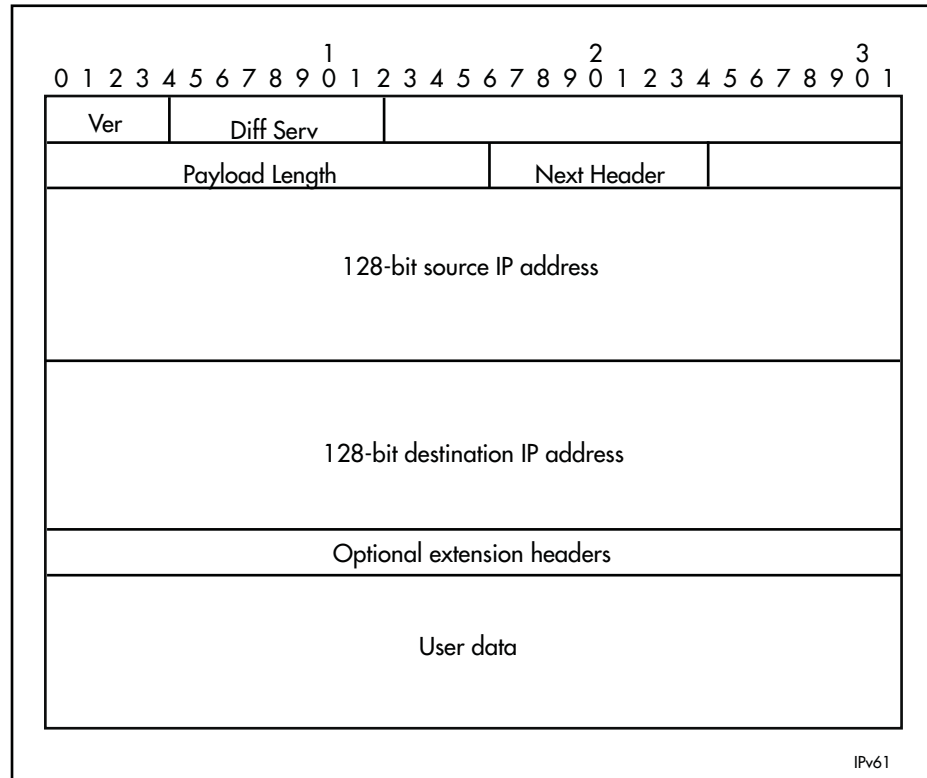 1 2 3
0 1 2 3 4 5 6 7 8 9 0 1 2 3 4 5 6 7 8 9 0 1 2 3 4 5 6 7 8 9 0 1
Ver Diff Serv
Payload Length Next Header
128-bit source IP address
128-bit destination IP address
Optional extension headers
User data
IPv61